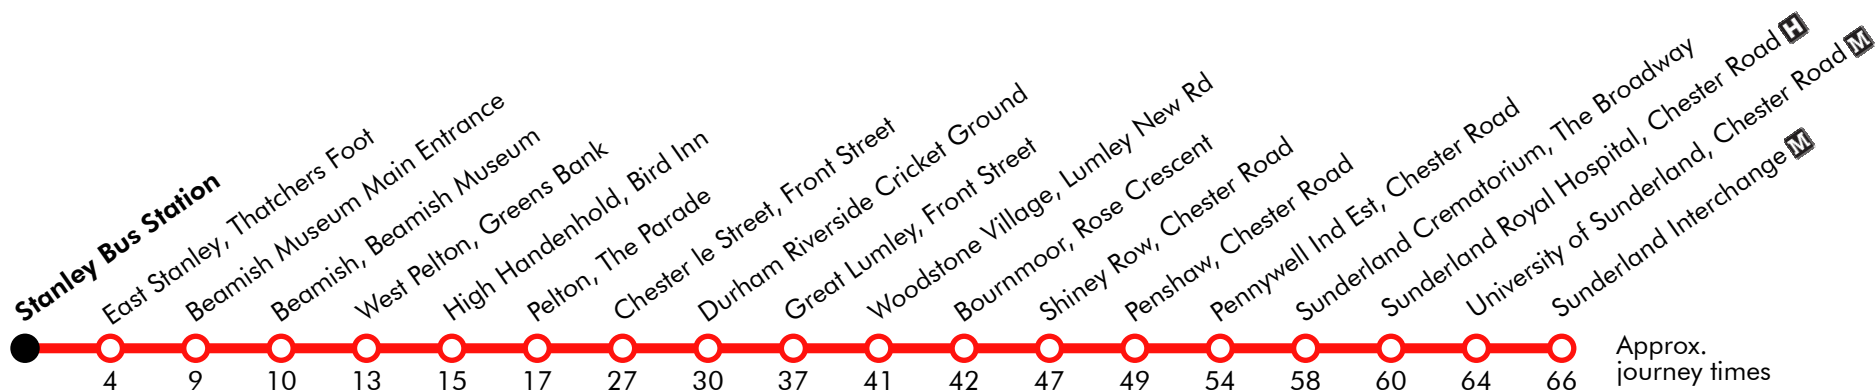 Stanley Bus Station
East Stanley, Thatchers Foot
Beamish Museum Main Entrance
Beamish, Beamish Museum
West Pelton, Greens Bank
High Handenhold, Bird Inn
Pelton, The Parade
Chester le Street, Front Street
Durham Riverside Cricket Ground
Great Lumley, Front Street
Woodstone Village, Lumley New Rd
Bournmoor, Rose Crescent
Shiney Row, Chester Road
Penshaw, Chester Road
Pennywell Ind Est, Chester Road
Sunderland Crematorium, The Broadway
Sunderland Royal Hospital, Chester Road H
University of Sunderland, Chester Road M
Sunderland Interchange M
4 9 10 13 15 17 27 30 37 41 42 47 49 54 58 60 64 66
Approx.
journey times